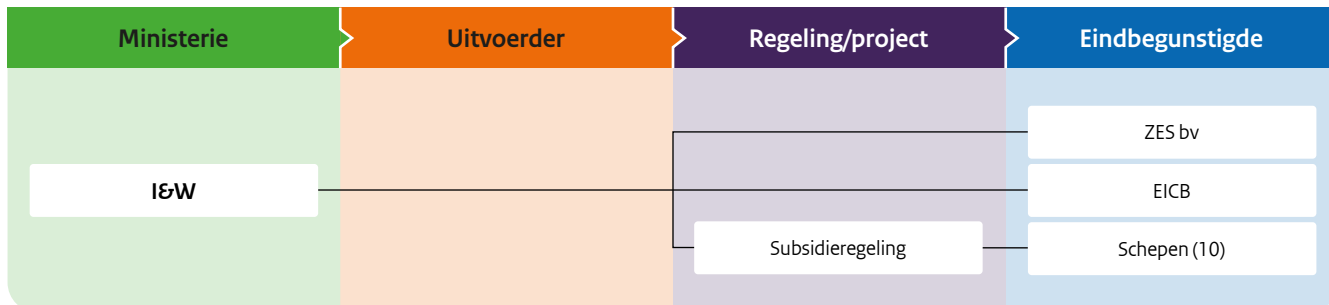 Ministerie
Uitvoerder
Regeling/project
Eindbegunstigde
ZES bv
I&W
EICB
Subsidieregeling
Schepen (10)